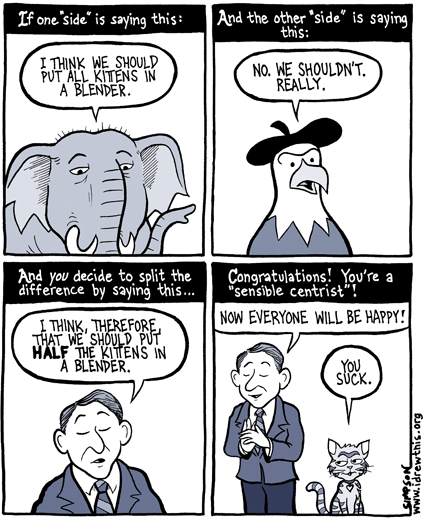 If one "side" is saying this:
I THINK WE SHOULD
PUT ALL KITTENS IN
A BLENDER.
And the other "side" is saying
this:
NO. WE SHOULDN'T.
REALLY.
And you decide to split the
difference by saying this...
I THINK, THEREFORE,
THAT WE SHOULD PUT
HALF THE KITTENS IN
A BLENDER.
Congratulations! You're a
"sensible centrist"!
NOW EVERYONE WILL BE HAPPY!
YOU
SUCK.
SIMPSON
www.idrewthis.org